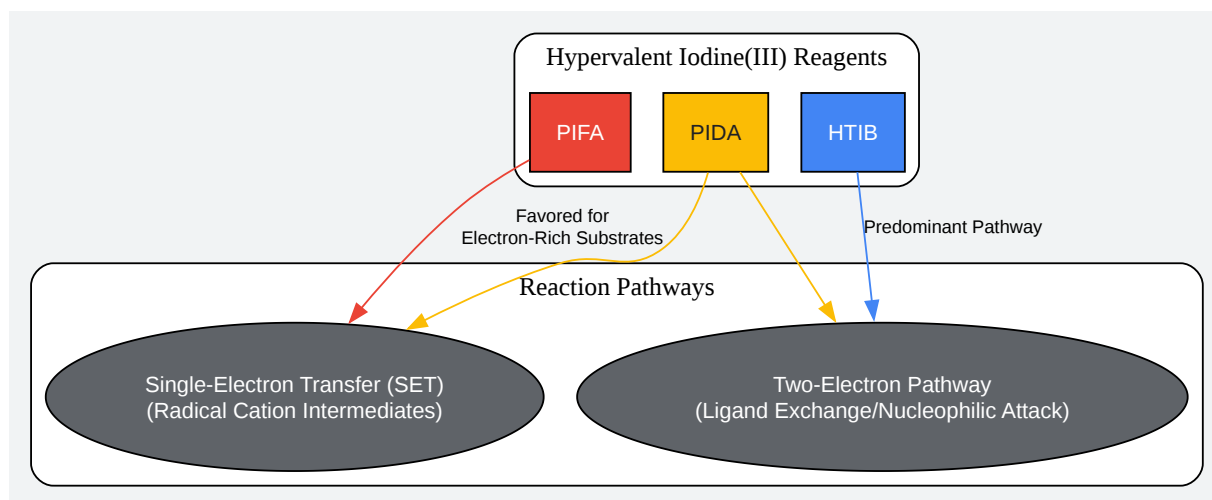 Hypervalent Iodine(III) Reagents
PIFA
PIDA
HTIB
Favored for
Electron-Rich Substrates
Predominant Pathway
Reaction Pathways
Single-Electron Transfer (SET)
(Radical Cation Intermediates)
Two-Electron Pathway
(Ligand Exchange/Nucleophilic Attack)